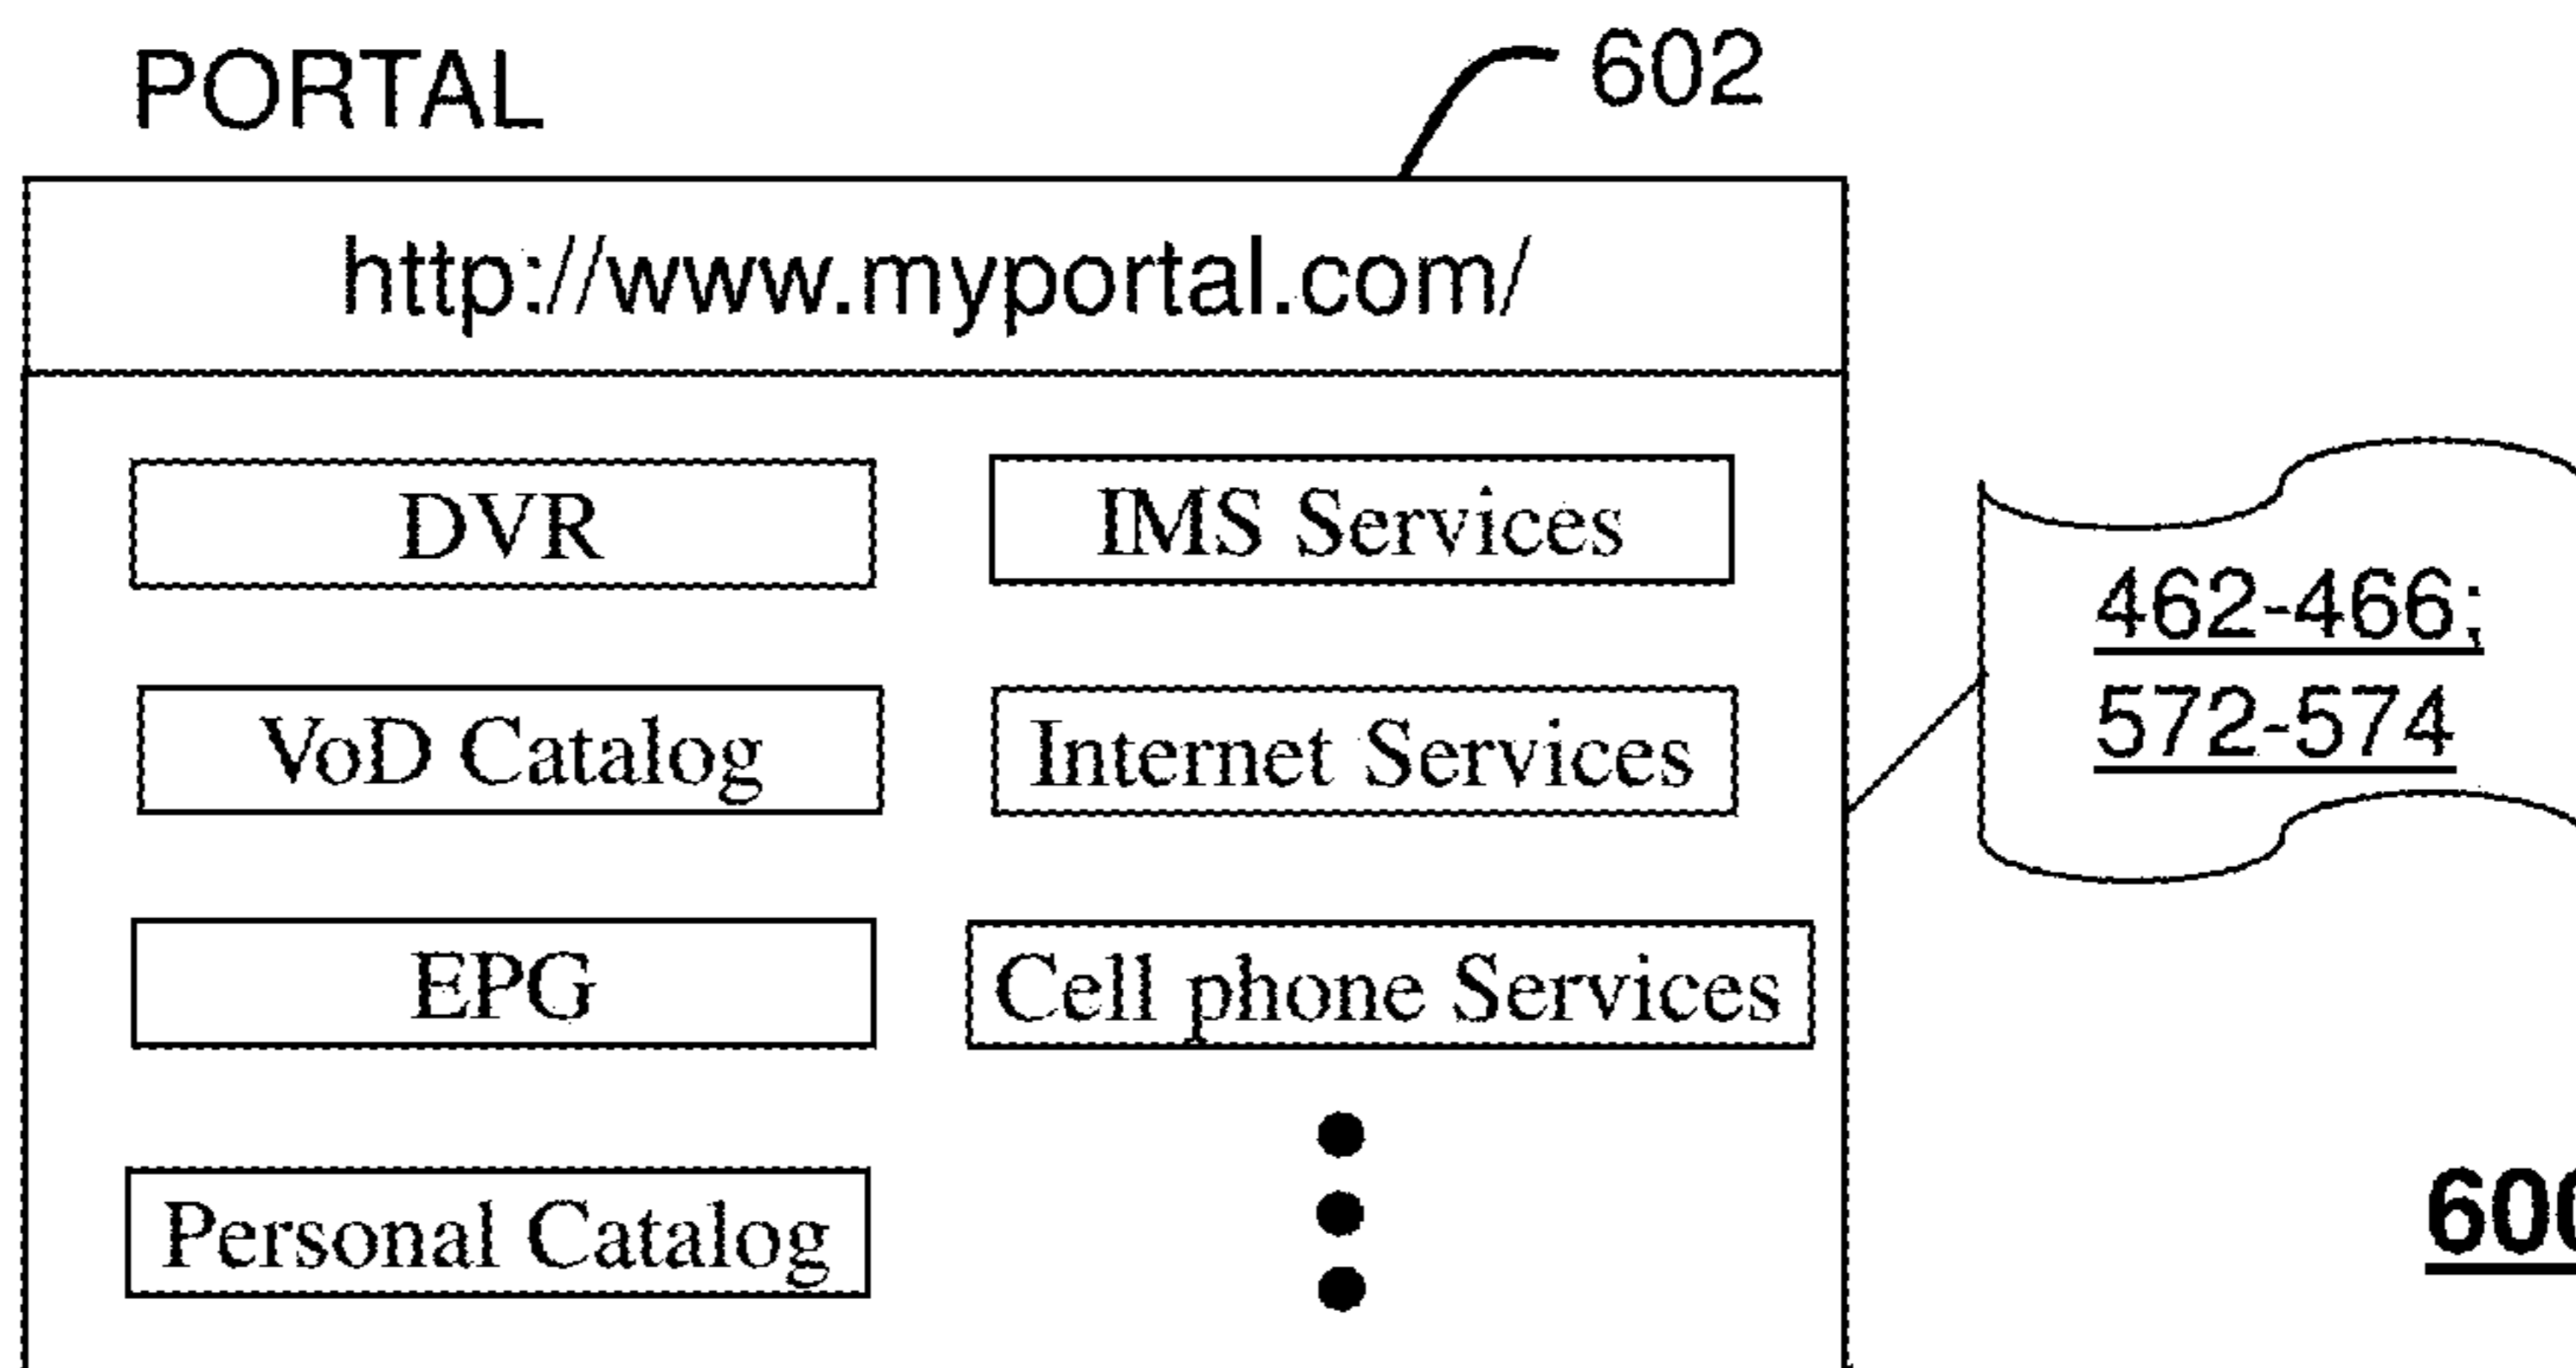 PORTAL
602
http://www.myportal.com/
DVR
IMS Services
462-466;
572-574
VoD Catalog
Internet Services
EPG
Cell phone Services
Personal Catalog